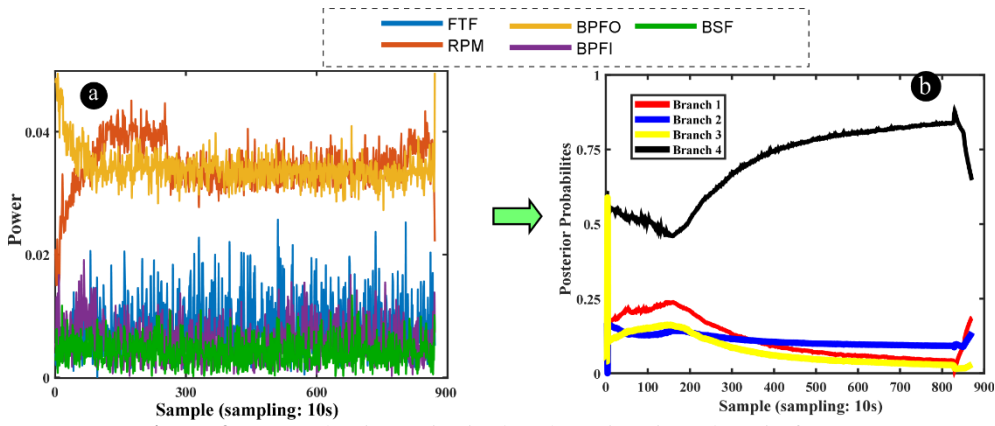 FTF BPFO BSF
RPM BPFI
a
0.04
0.02
0
Power
0 300 600 900
Sample (sampling: 10s)
b
1
0.75
0.5
0.25
0
Posterior Probabilites
Branch 1
Branch 2
Branch 3
Branch 4
0 100 200 300 400 500 600 700 800 900
Sample (sampling: 10s)